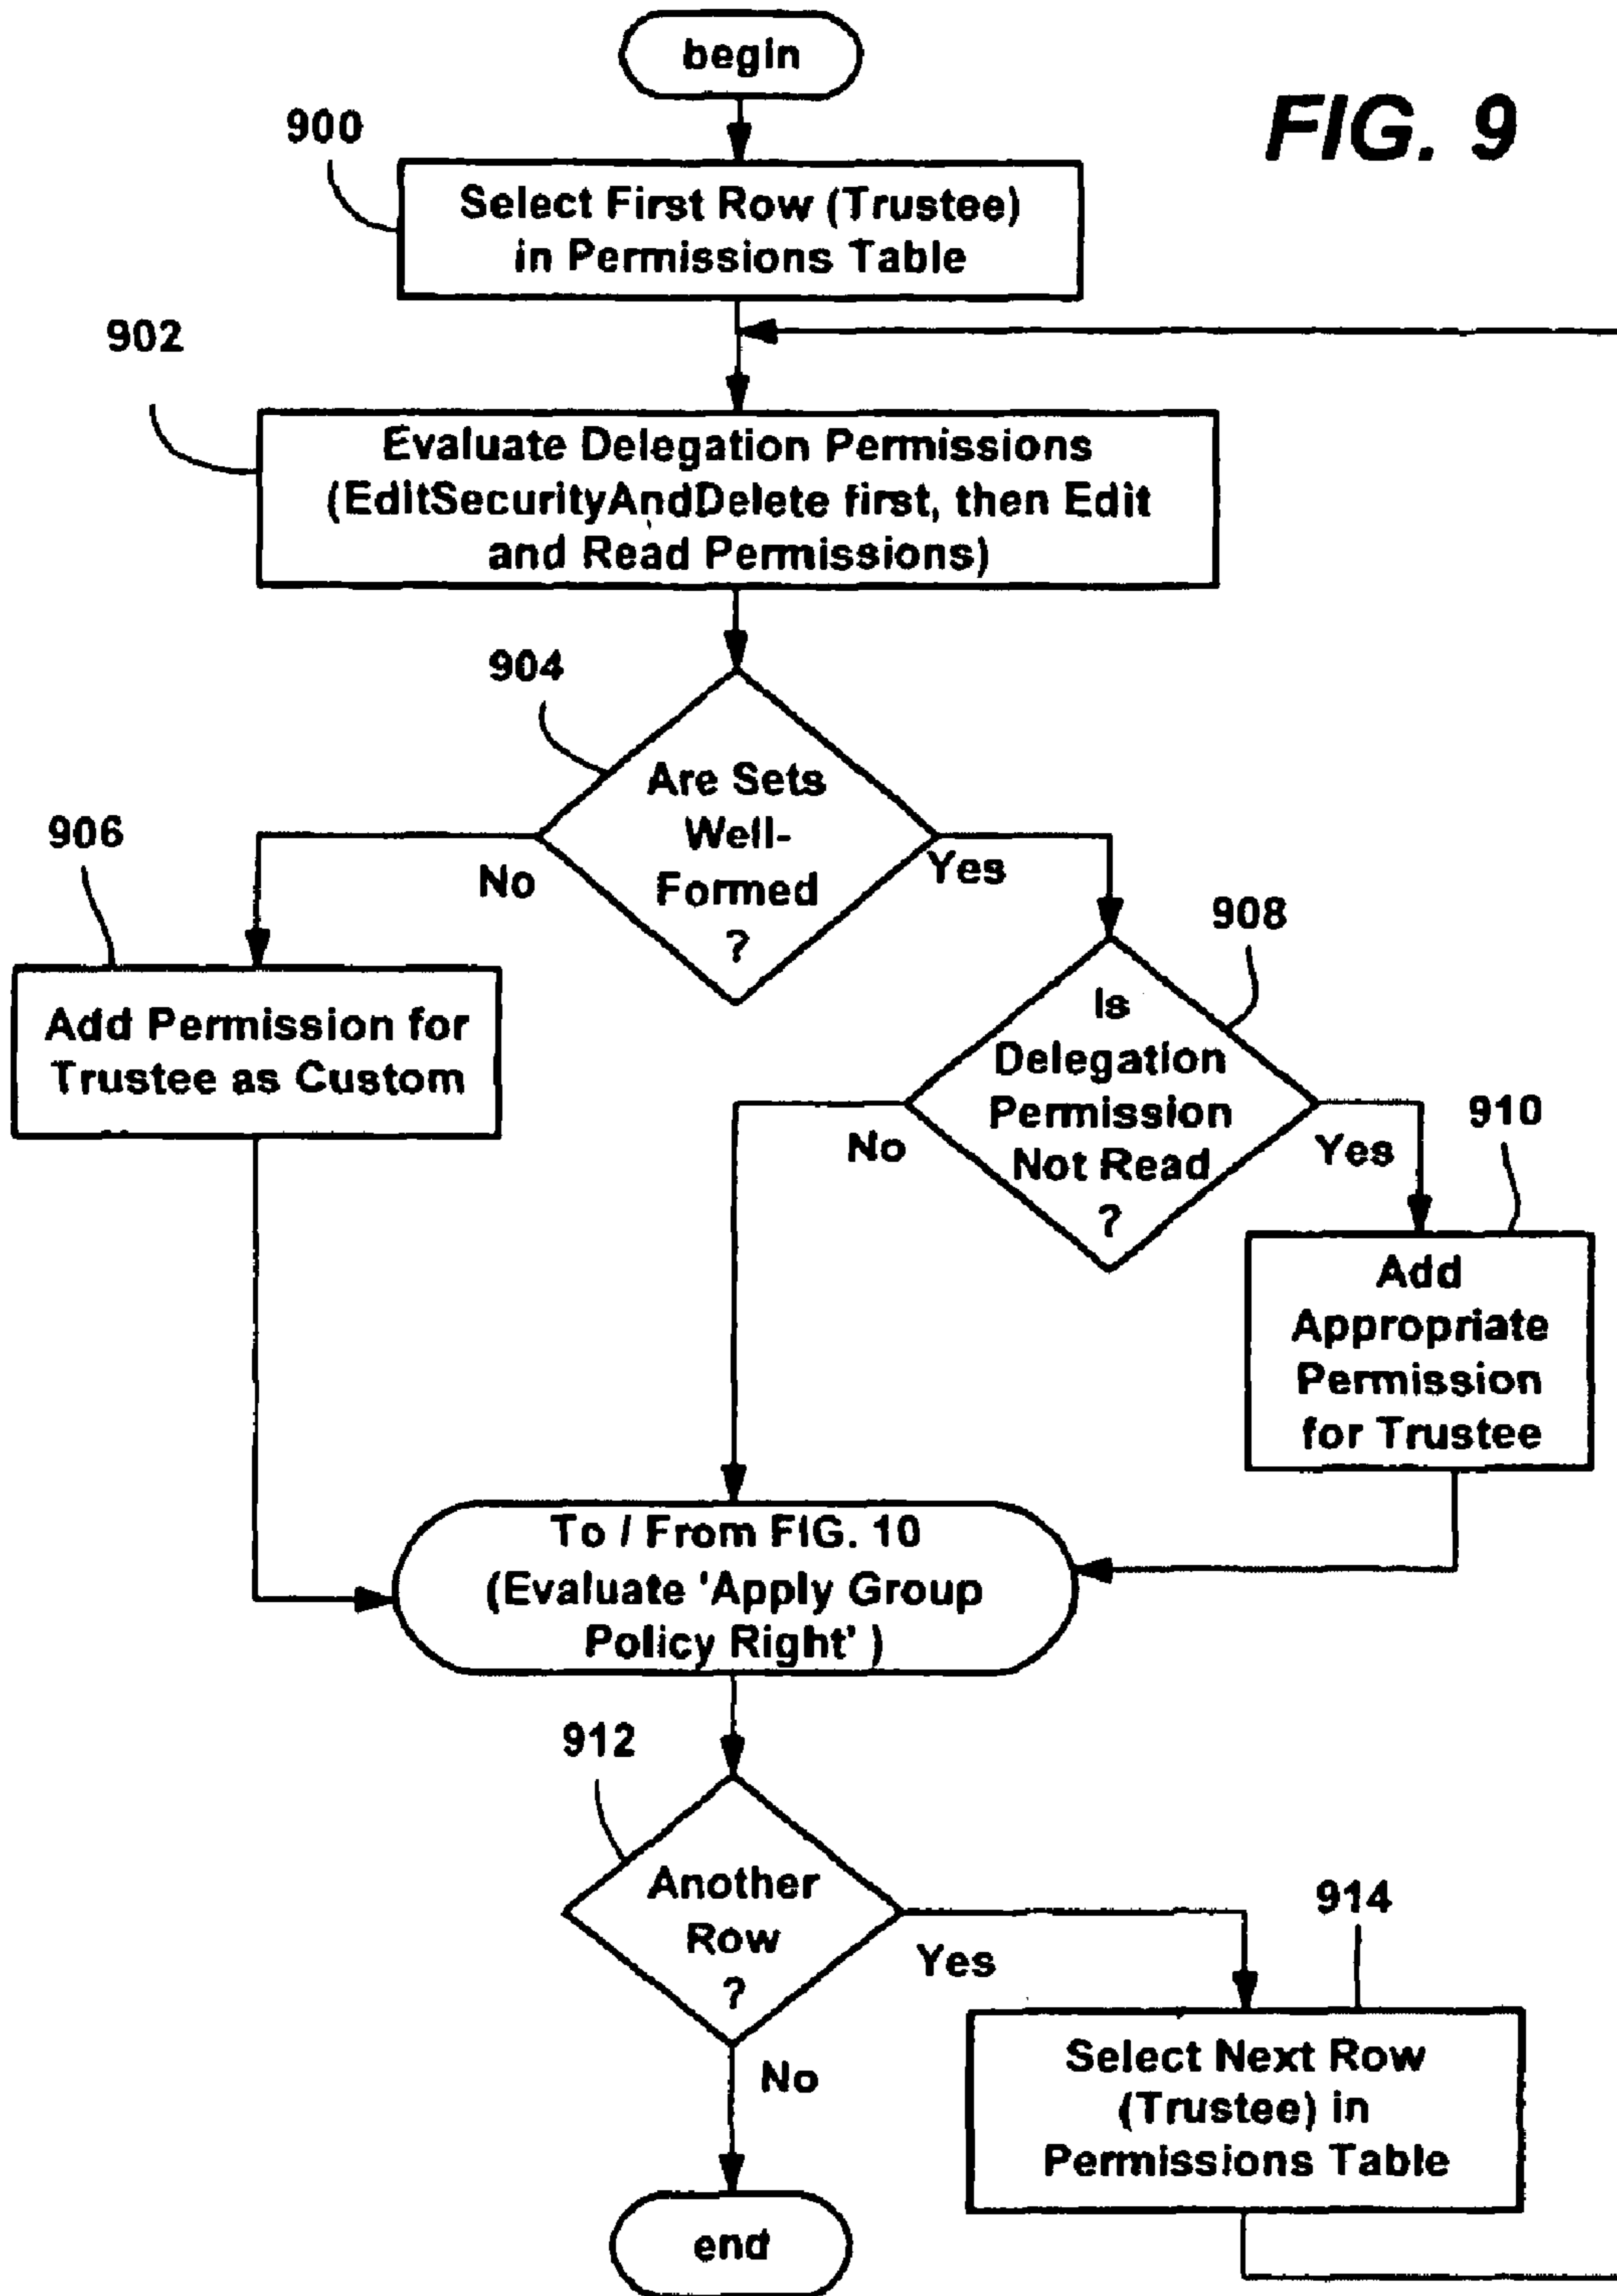 begin
FIG. 9
900
Select First Row (Trustee)
in Permissions Table
902
Evaluate Delegation Permissions
(EditSecurityAndDelete first, then Edit
and Read Permissions)
904
Are Sets
Well-
Formed
?
No
Yes
906
Add Permission for
Trustee as Custom
908
Is
Delegation
Permission
Not Read
?
No
Yes
910
Add
Appropriate
Permission
for Trustee
To / From FIG. 10
(Evaluate 'Apply Group
Policy Right' )
912
Another
Row
?
Yes
No
914
Select Next Row
(Trustee) in
Permissions Table
end